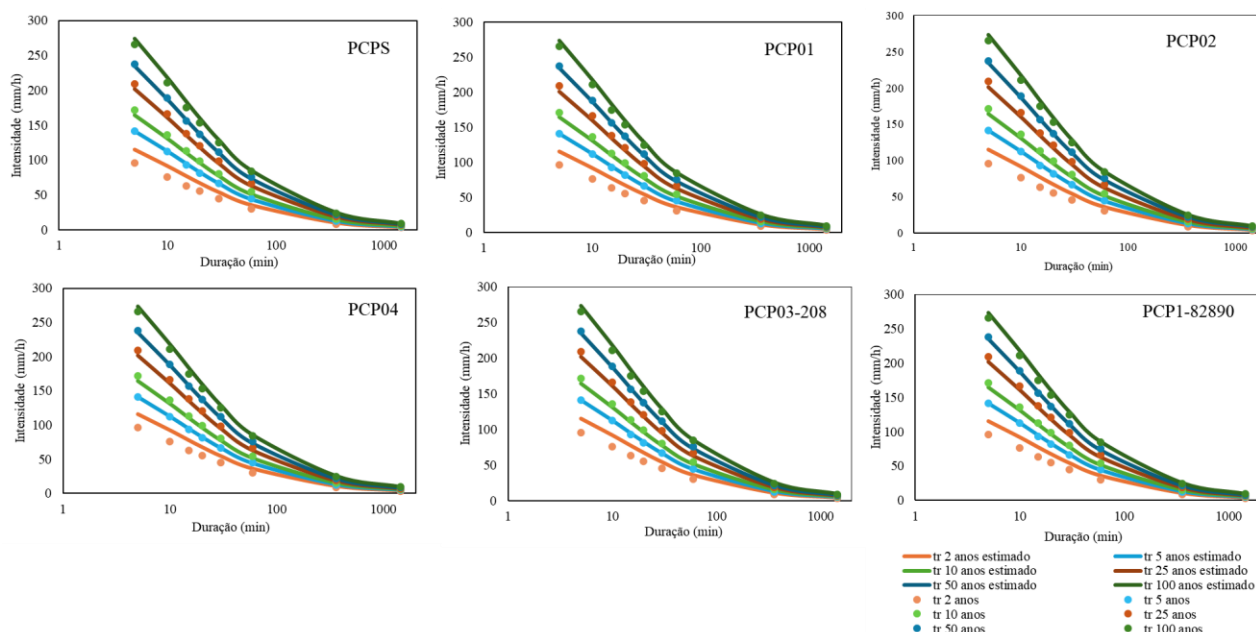 PCPS
Intensidade (mm/h)
300
250
200
150
100
50
0
1 10 100 1000
Duração (min)
PCP01
Intensidade (mm/h)
300
250
200
150
100
50
0
1 10 100 1000
Duração (min)
PCP02
Intensidade (mm/h)
300
250
200
150
100
50
0
1 10 100 1000
Duração (min)
PCP04
Intensidade (mm/h)
300
250
200
150
100
50
0
1 10 100 1000
Duração (min)
PCP03-208
Intensidade (mm/h)
300
250
200
150
100
50
0
1 10 100 1000
Duração (min)
PCP1-82890
Intensidade (mm/h)
300
250
200
150
100
50
0
1 10 100 1000
Duração (min)
tr 2 anos estimado tr 5 anos estimado
tr 10 anos estimado tr 25 anos estimado
tr 50 anos estimado tr 100 anos estimado
tr 2 anos tr 5 anos
tr 10 anos tr 25 anos
tr 50 anos tr 100 anos